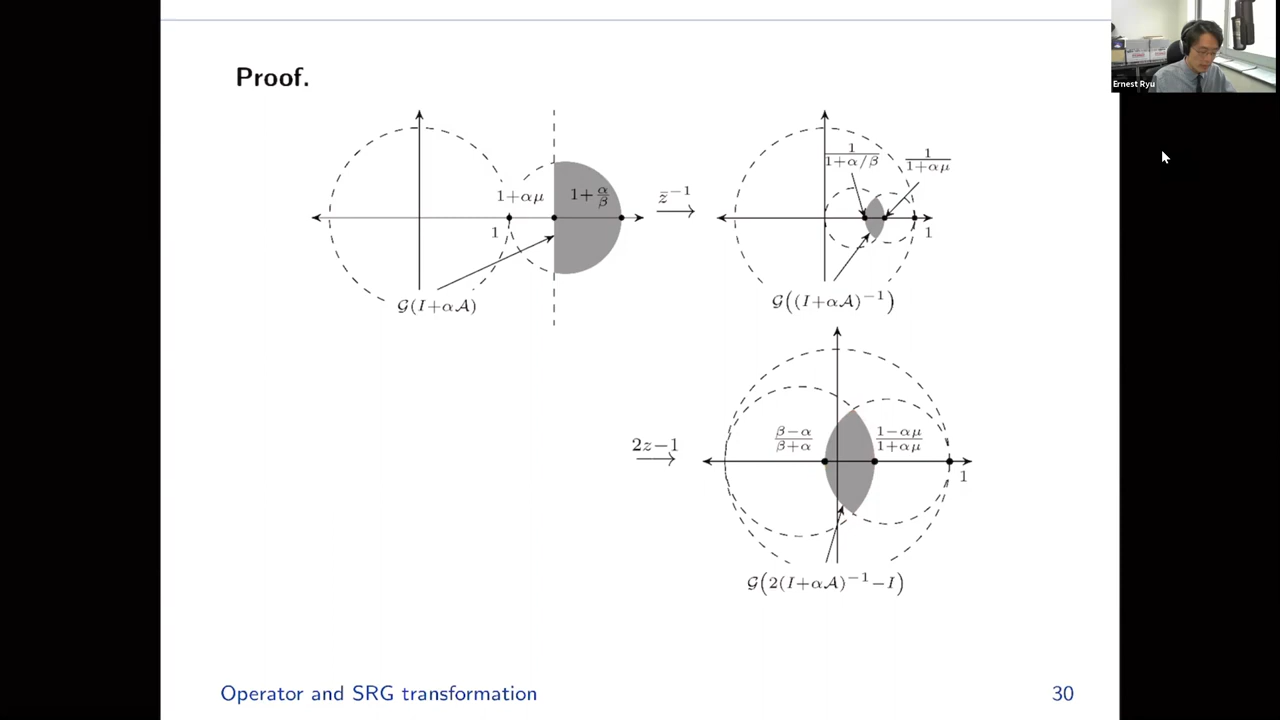 Ernest Ryu
Proof.
1+αμ
1+α/β
1
𝒢(I+α𝒜)
z̄⁻¹
→
1/(1+α/β)
1/(1+αμ)
1
𝒢((I+α𝒜)⁻¹)
2z−1
→
(β−α)/(β+α)
(1−αμ)/(1+αμ)
1
𝒢(2(I+α𝒜)⁻¹−I)
Operator and SRG transformation
30